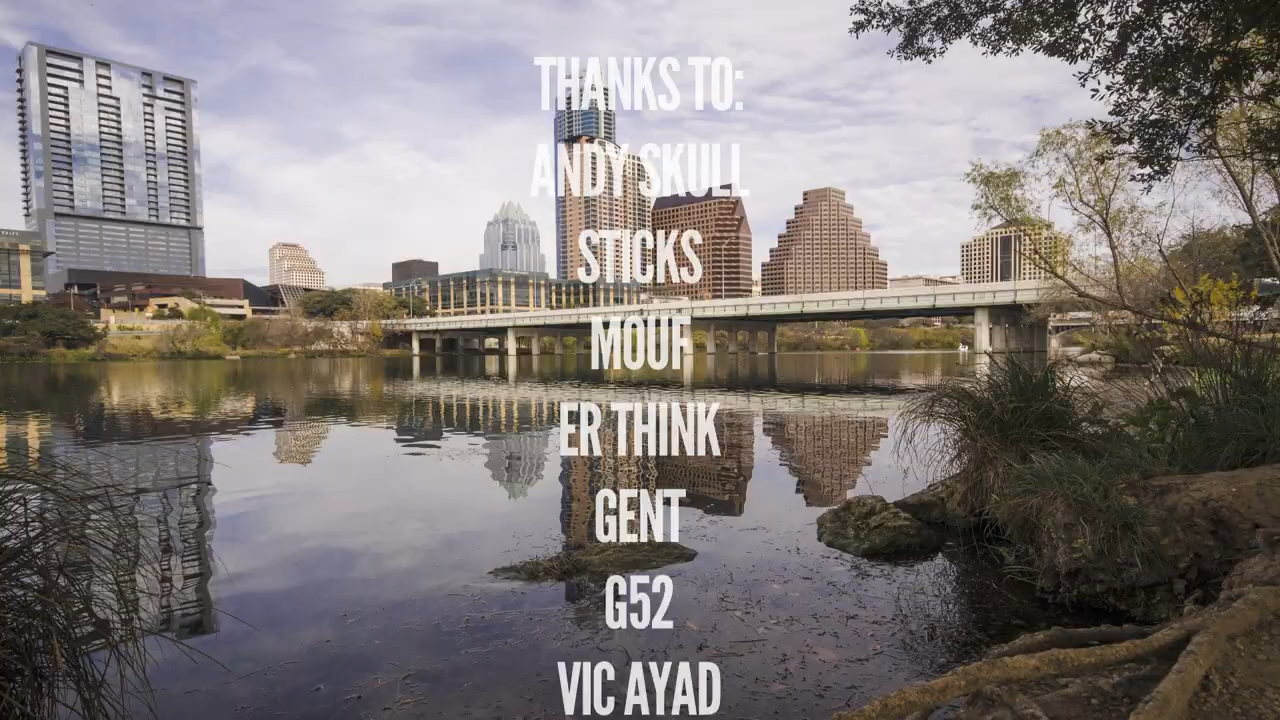 THANKS TO:
ANDY SKULL
STICKS
MOUF
ER THINK
GENT
G52
VIC AYAD